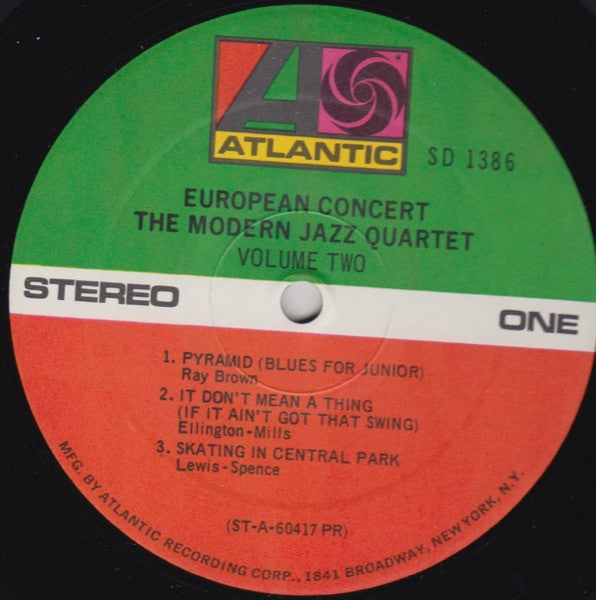 ATLANTIC
SD 1386
EUROPEAN CONCERT
THE MODERN JAZZ QUARTET
VOLUME TWO
STEREO
ONE
1. PYRAMID (BLUES FOR JUNIOR)
Ray Brown
2. IT DON'T MEAN A THING
(IF IT AIN'T GOT THAT SWING)
Ellington-Mills
3. SKATING IN CENTRAL PARK
Lewis-Spence
(ST-A-60417 PR)
MFG. BY ATLANTIC RECORDING CORP., 1841 BROADWAY, NEW YORK, N.Y.